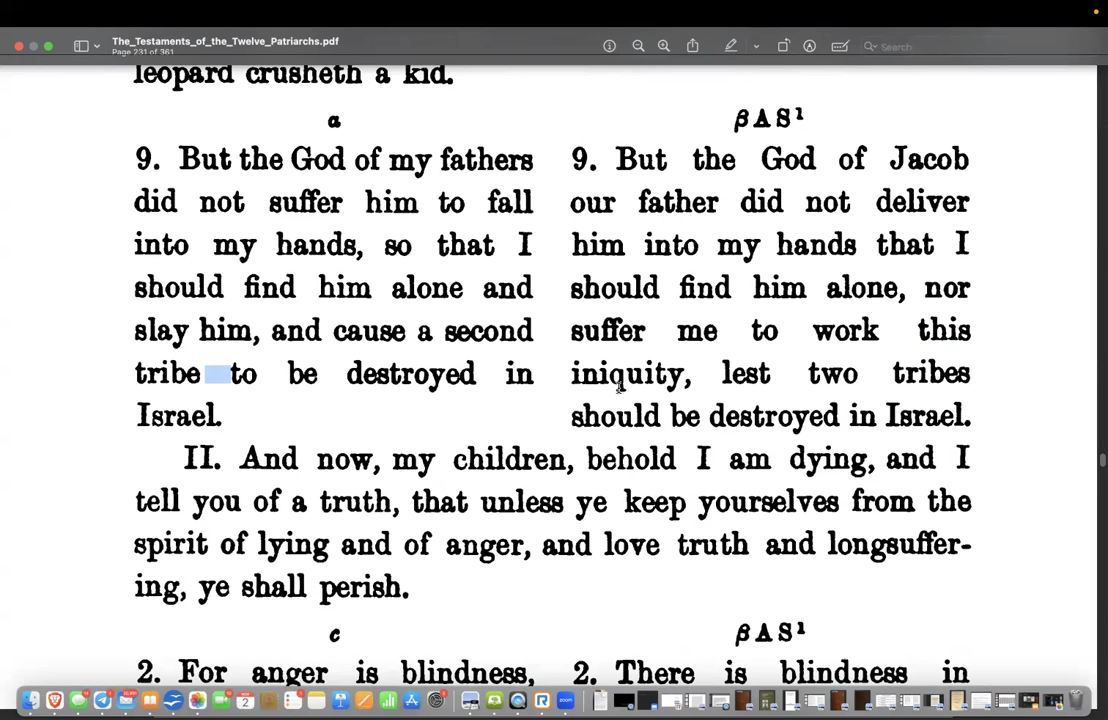 The_Testaments_of_the_Twelve_Patriarchs.pdf
Page 231 of 361
Search
leopard crusheth a kid.
a
9. But the God of my fathers
did not suffer him to fall
into my hands, so that I
should find him alone and
slay him, and cause a second
tribe to be destroyed in
Israel.
β A S¹
9. But the God of Jacob
our father did not deliver
him into my hands that I
should find him alone, nor
suffer me to work this
iniquity, lest two tribes
should be destroyed in Israel.
II. And now, my children, behold I am dying, and I
tell you of a truth, that unless ye keep yourselves from the
spirit of lying and of anger, and love truth and longsuffer-
ing, ye shall perish.
c
2. For anger is blindness,
β A S¹
2. There is blindness in